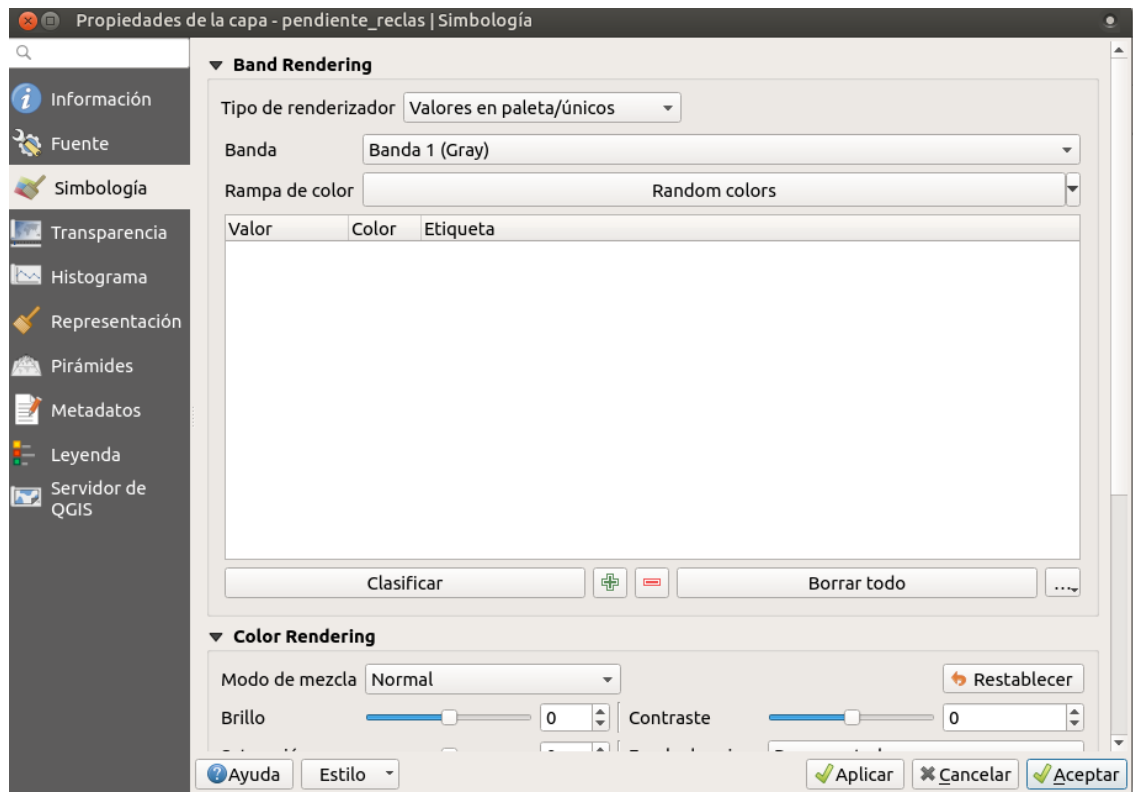 Propiedades de la capa - pendiente_reclas | Simbología
Información
Fuente
Simbología
Transparencia
Histograma
Representación
Pirámides
Metadatos
Leyenda
Servidor de
QGIS
Band Rendering
Tipo de renderizador Valores en paleta/únicos
Banda Banda 1 (Gray)
Rampa de color Random colors
Valor Color Etiqueta
Clasificar Borrar todo ...
Color Rendering
Modo de mezcla Normal Restablecer
Brillo 0 Contraste 0
Ayuda Estilo Aplicar Cancelar Aceptar